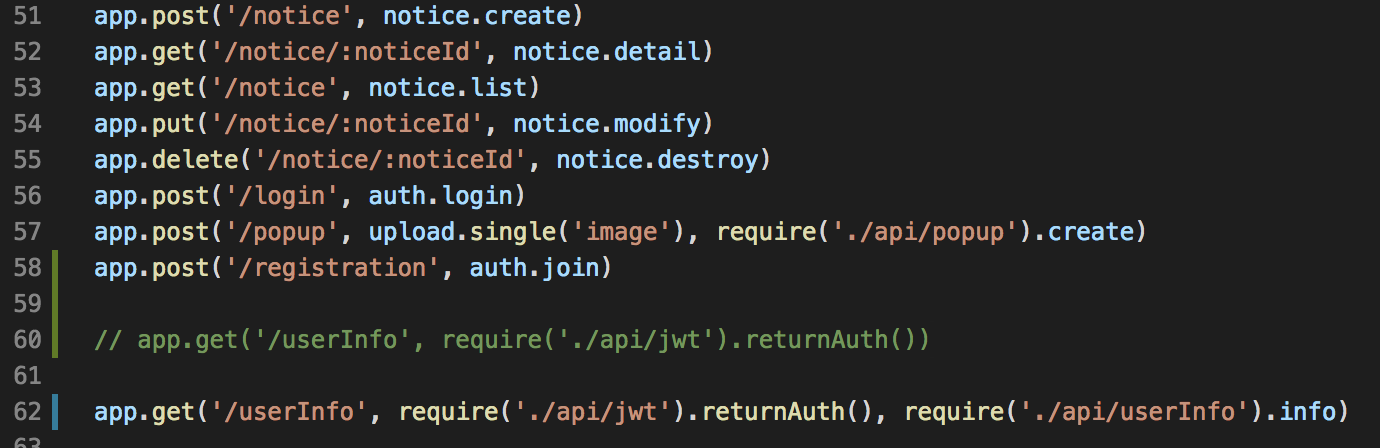 51 app.post('/notice', notice.create)
52 app.get('/notice/:noticeId', notice.detail)
53 app.get('/notice', notice.list)
54 app.put('/notice/:noticeId', notice.modify)
55 app.delete('/notice/:noticeId', notice.destroy)
56 app.post('/login', auth.login)
57 app.post('/popup', upload.single('image'), require('./api/popup').create)
58 app.post('/registration', auth.join)
59
60 // app.get('/userInfo', require('./api/jwt').returnAuth())
61
62 app.get('/userInfo', require('./api/jwt').returnAuth(), require('./api/userInfo').info)
63